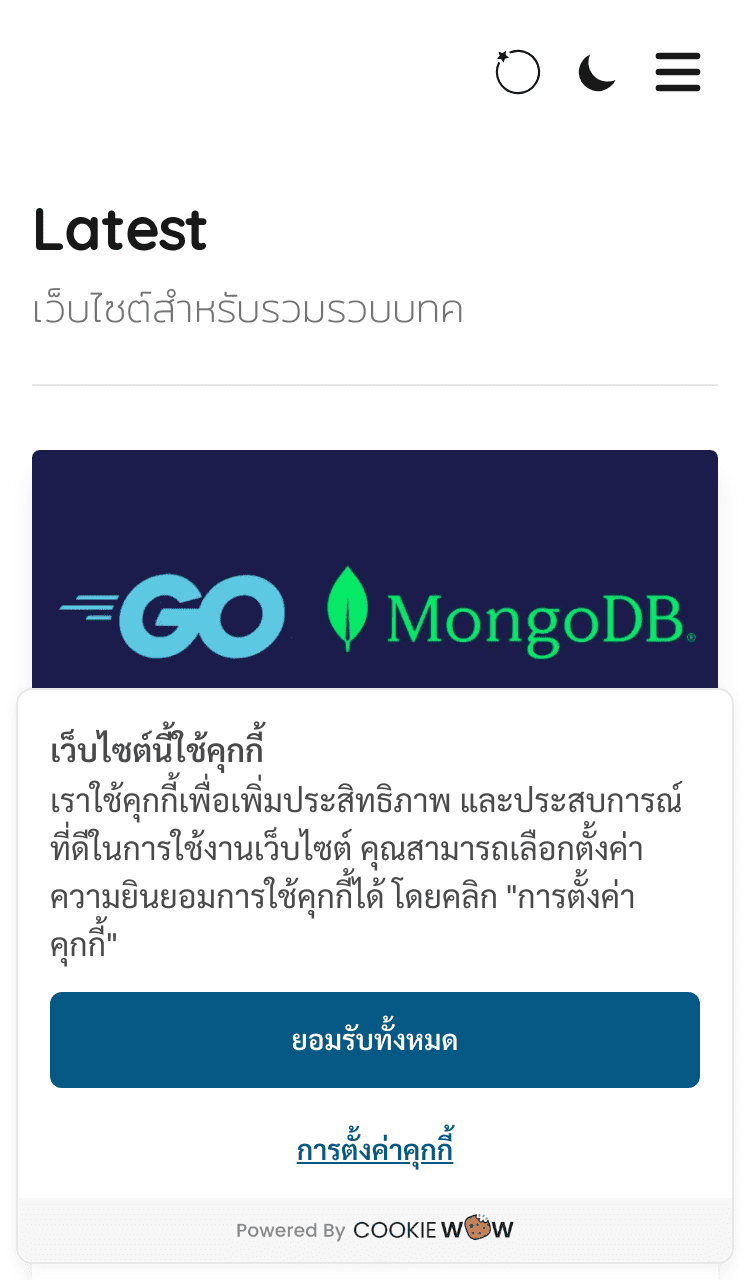 Latest
เว็บไซต์สำหรับรวมรวบบทค
GO
MongoDB®
เว็บไซต์นี้ใช้คุกกี้
เราใช้คุกกี้เพื่อเพิ่มประสิทธิภาพ และประสบการณ์
ที่ดีในการใช้งานเว็บไซต์ คุณสามารถเลือกตั้งค่า
ความยินยอมการใช้คุกกี้ได้ โดยคลิก "การตั้งค่า
คุกกี้"
ยอมรับทั้งหมด
การตั้งค่าคุกกี้
Powered By COOKIE WOW